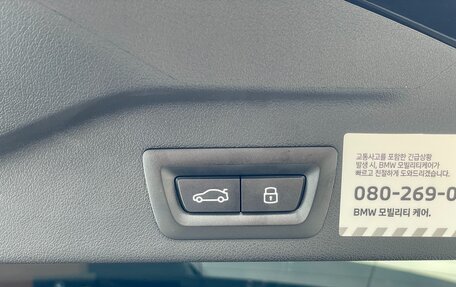 교통사고를 포함한 긴급상황
발생 시, BMW 모빌리티케어가
빠르고 친절하게 도와드리겠습니다.
080-269-0
BMW 모빌리티 케어.